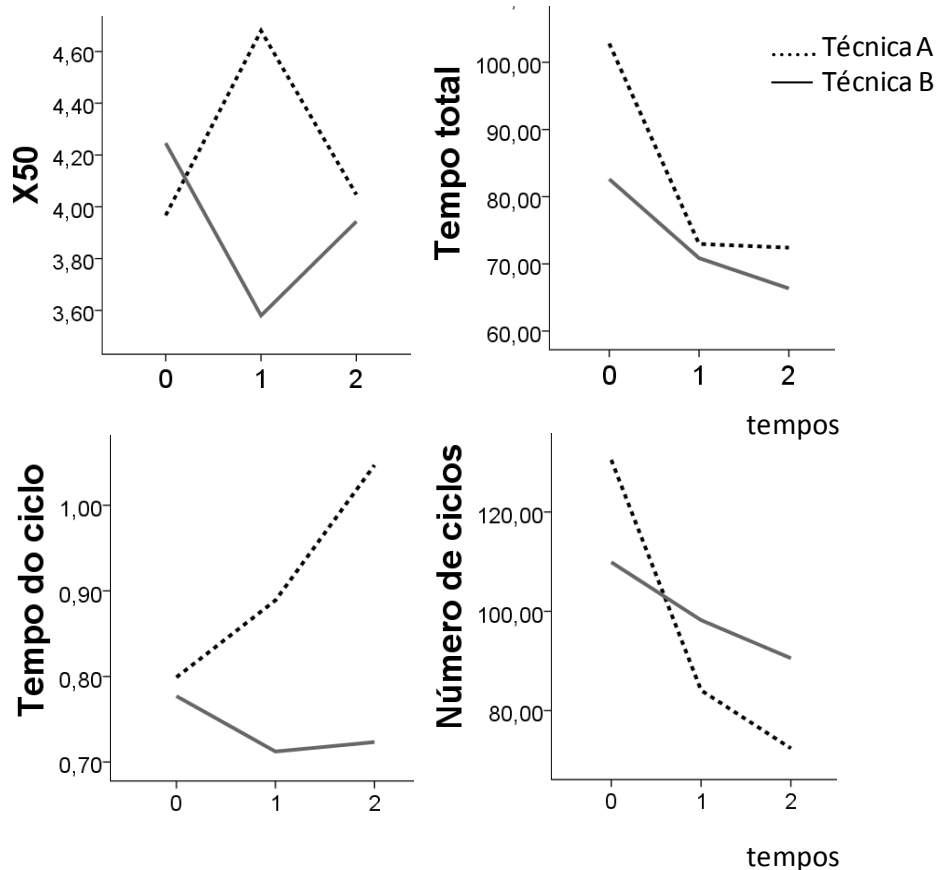 X50
4,60
4,40
4,20
4,00
3,80
3,60
0 1 2
Tempo total
100,00
90,00
80,00
70,00
60,00
0 1 2
tempos
Técnica A
Técnica B
Tempo do ciclo
1,00
0,90
0,80
0,70
0 1 2
Número de ciclos
120,00
100,00
80,00
0 1 2
tempos